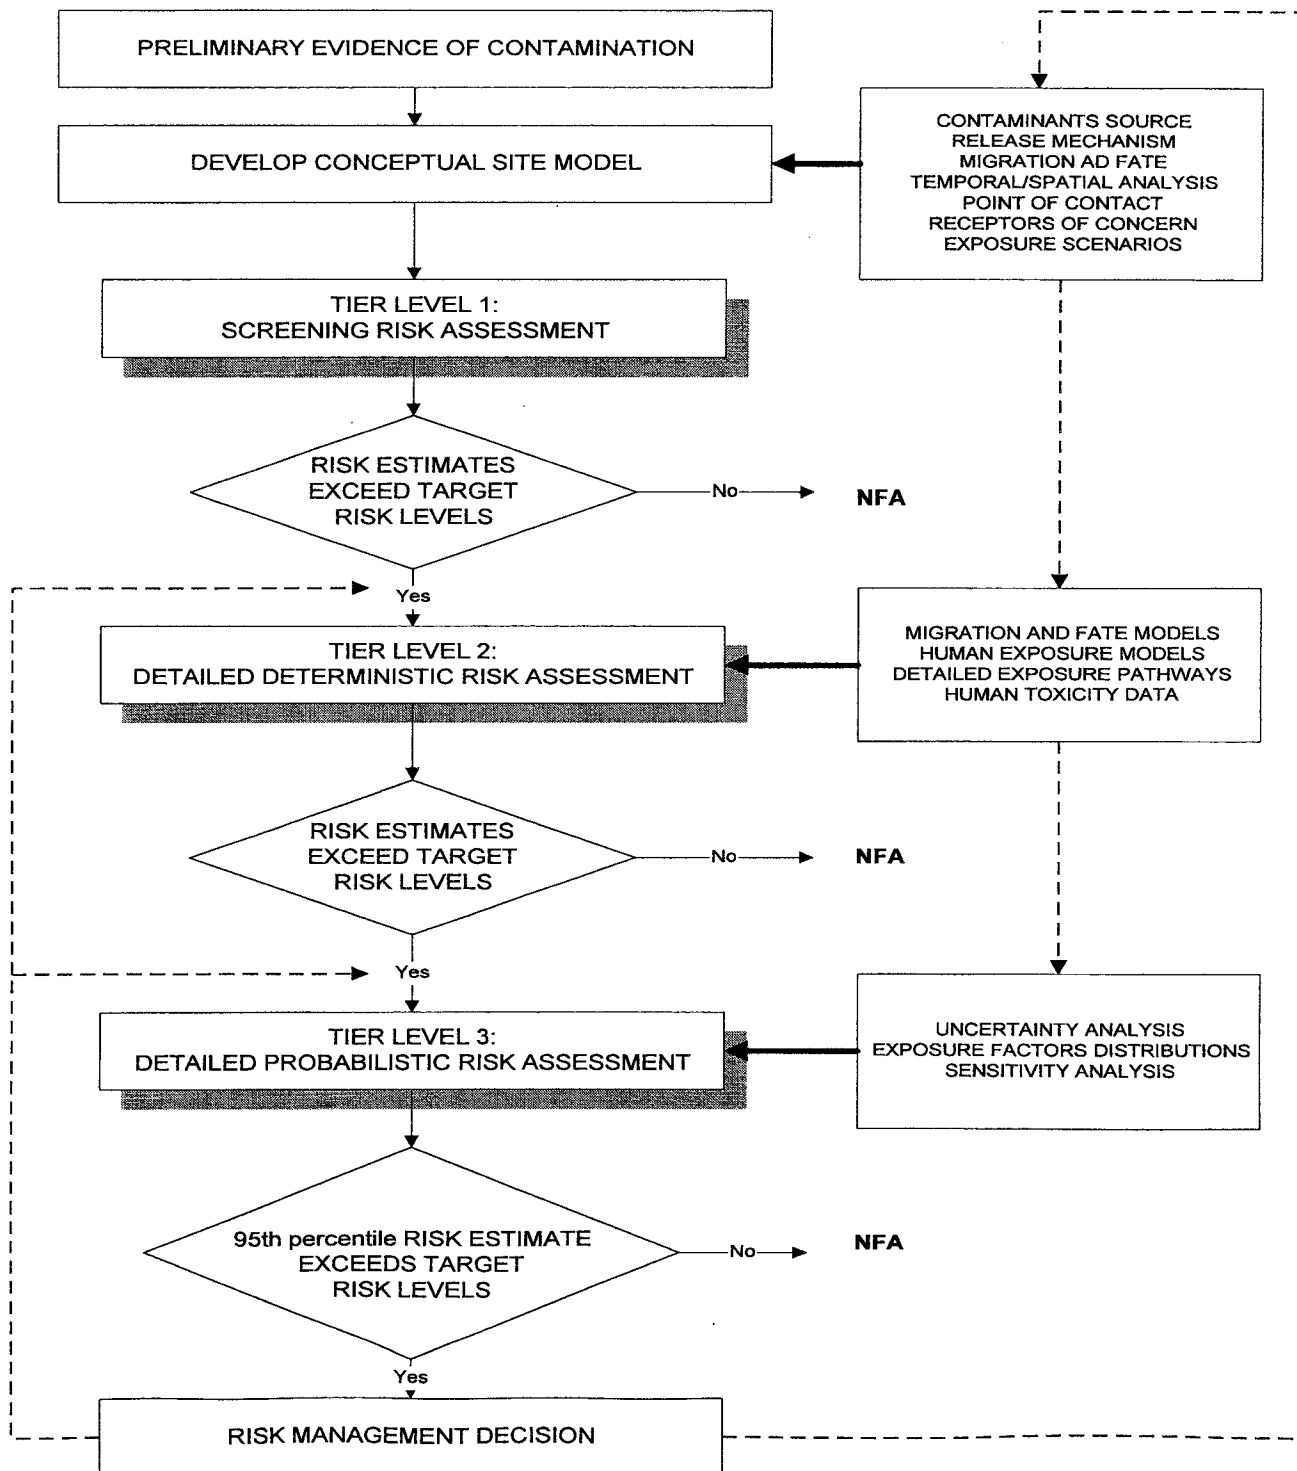 PRELIMINARY EVIDENCE OF CONTAMINATION
DEVELOP CONCEPTUAL SITE MODEL
CONTAMINANTS SOURCE
RELEASE MECHANISM
MIGRATION AD FATE
TEMPORAL/SPATIAL ANALYSIS
POINT OF CONTACT
RECEPTORS OF CONCERN
EXPOSURE SCENARIOS
TIER LEVEL 1:
SCREENING RISK ASSESSMENT
RISK ESTIMATES
EXCEED TARGET
RISK LEVELS
No
NFA
Yes
TIER LEVEL 2:
DETAILED DETERMINISTIC RISK ASSESSMENT
MIGRATION AND FATE MODELS
HUMAN EXPOSURE MODELS
DETAILED EXPOSURE PATHWAYS
HUMAN TOXICITY DATA
RISK ESTIMATES
EXCEED TARGET
RISK LEVELS
No
NFA
Yes
TIER LEVEL 3:
DETAILED PROBABILISTIC RISK ASSESSMENT
UNCERTAINTY ANALYSIS
EXPOSURE FACTORS DISTRIBUTIONS
SENSITIVITY ANALYSIS
95th percentile RISK ESTIMATE
EXCEEDS TARGET
RISK LEVELS
No
NFA
Yes
RISK MANAGEMENT DECISION